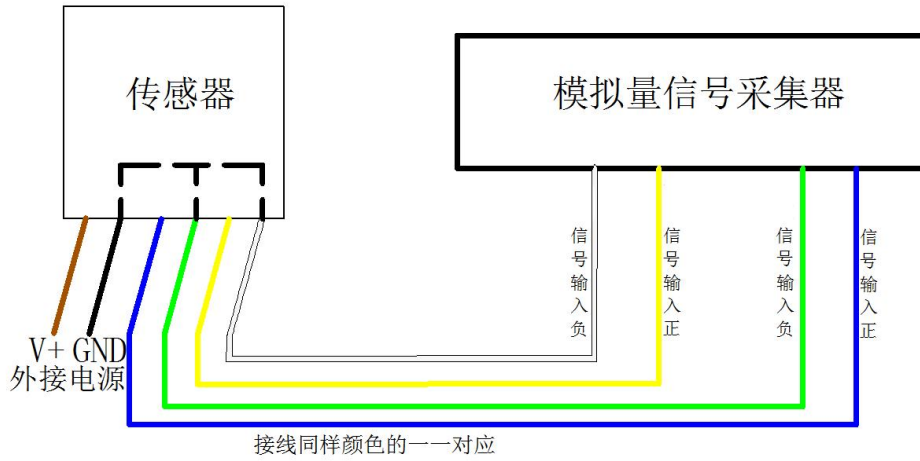 传感器
模拟量信号采集器
信号输入负
信号输入正
信号输入负
信号输入正
V+ GND
外接电源
接线同样颜色的一一对应